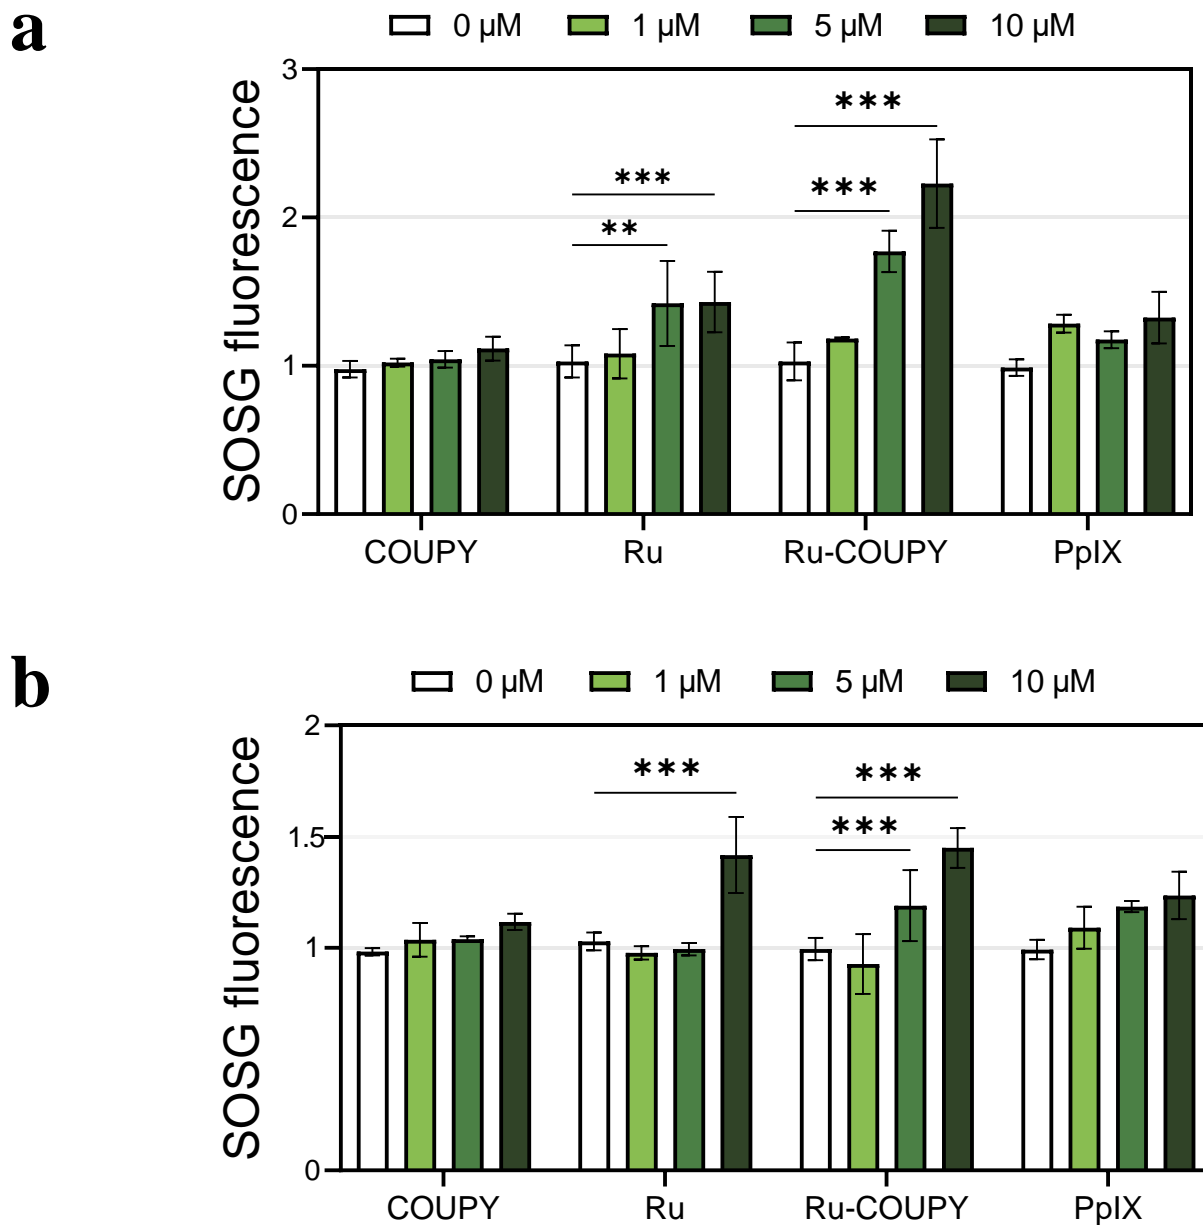 a
0 µM 1 µM 5 µM 10 µM
SOSG fluorescence
3
***
***
***
2
**
1
0
COUPY Ru Ru-COUPY PpIX
b
0 µM 1 µM 5 µM 10 µM
SOSG fluorescence
2
*** ***
***
1.5
1
0
COUPY Ru Ru-COUPY PpIX